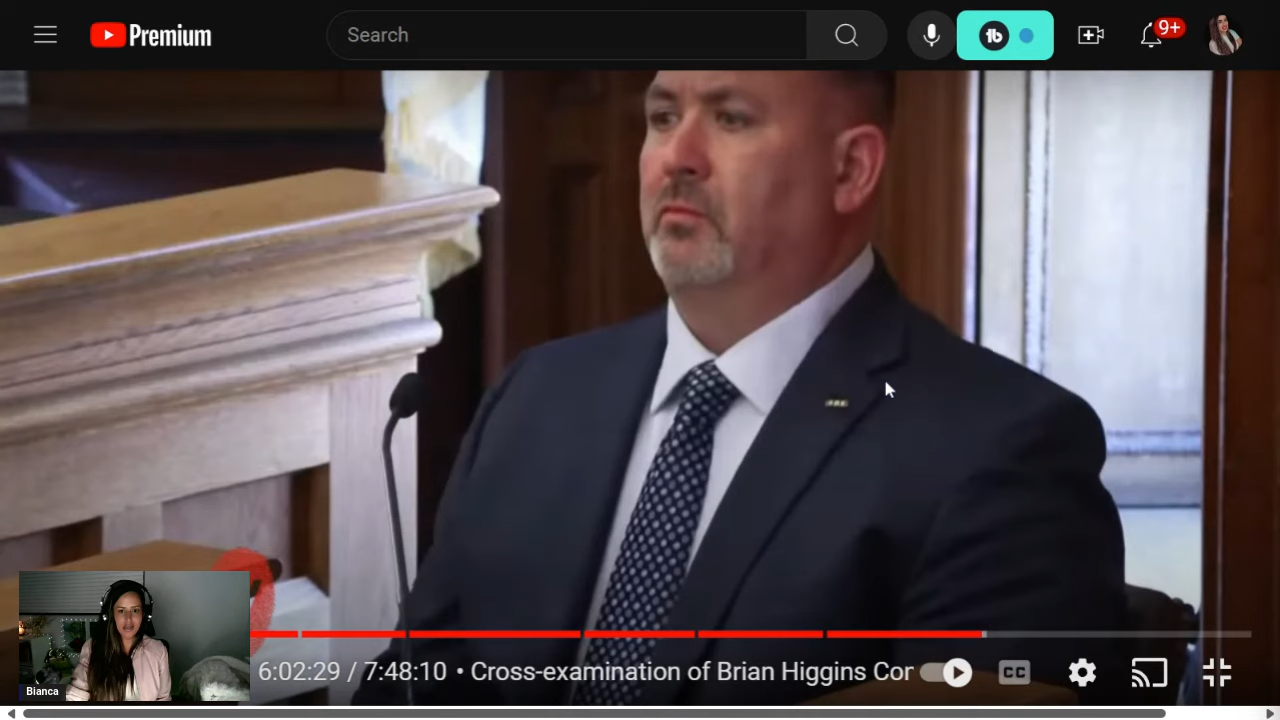 Premium
Search
9+
6:02:29 / 7:48:10 • Cross-examination of Brian Higgins Cor
CC
Bianca